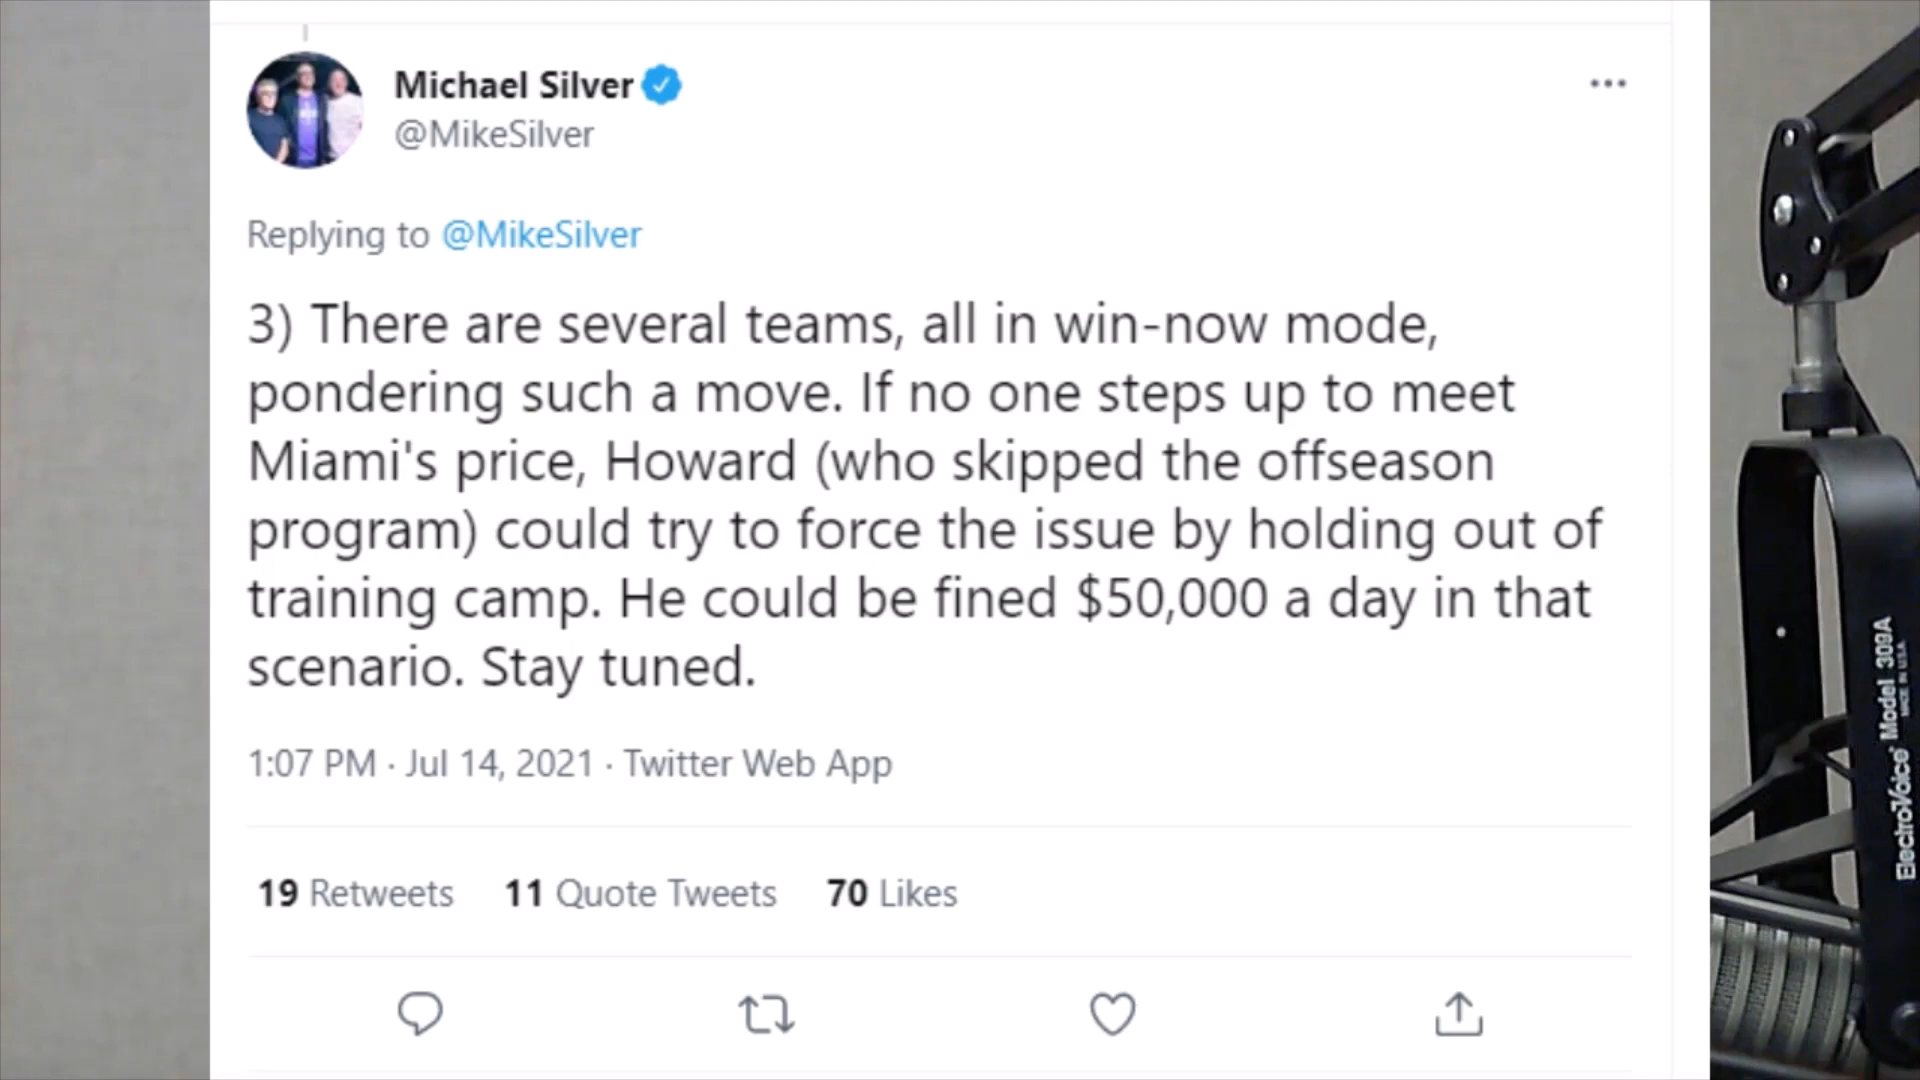 Michael Silver
@MikeSilver
Replying to @MikeSilver
3) There are several teams, all in win-now mode,
pondering such a move. If no one steps up to meet
Miami's price, Howard (who skipped the offseason
program) could try to force the issue by holding out of
training camp. He could be fined $50,000 a day in that
scenario. Stay tuned.
1:07 PM · Jul 14, 2021 · Twitter Web App
19 Retweets 11 Quote Tweets 70 Likes
ElectroVoice® Model 309A
MADE IN U.S.A.